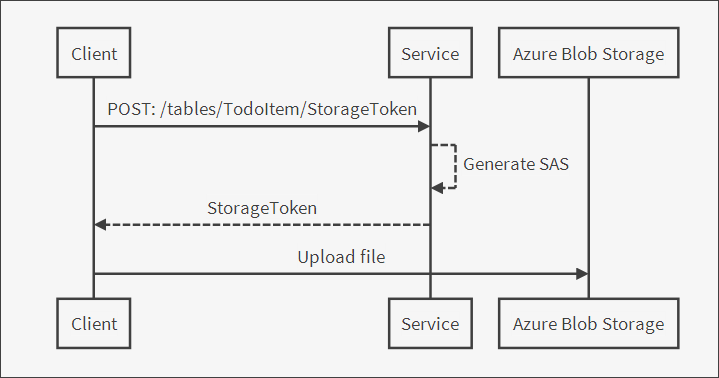 Client
Service
Azure Blob Storage
POST: /tables/TodoItem/StorageToken
Generate SAS
StorageToken
Upload file
Client
Service
Azure Blob Storage